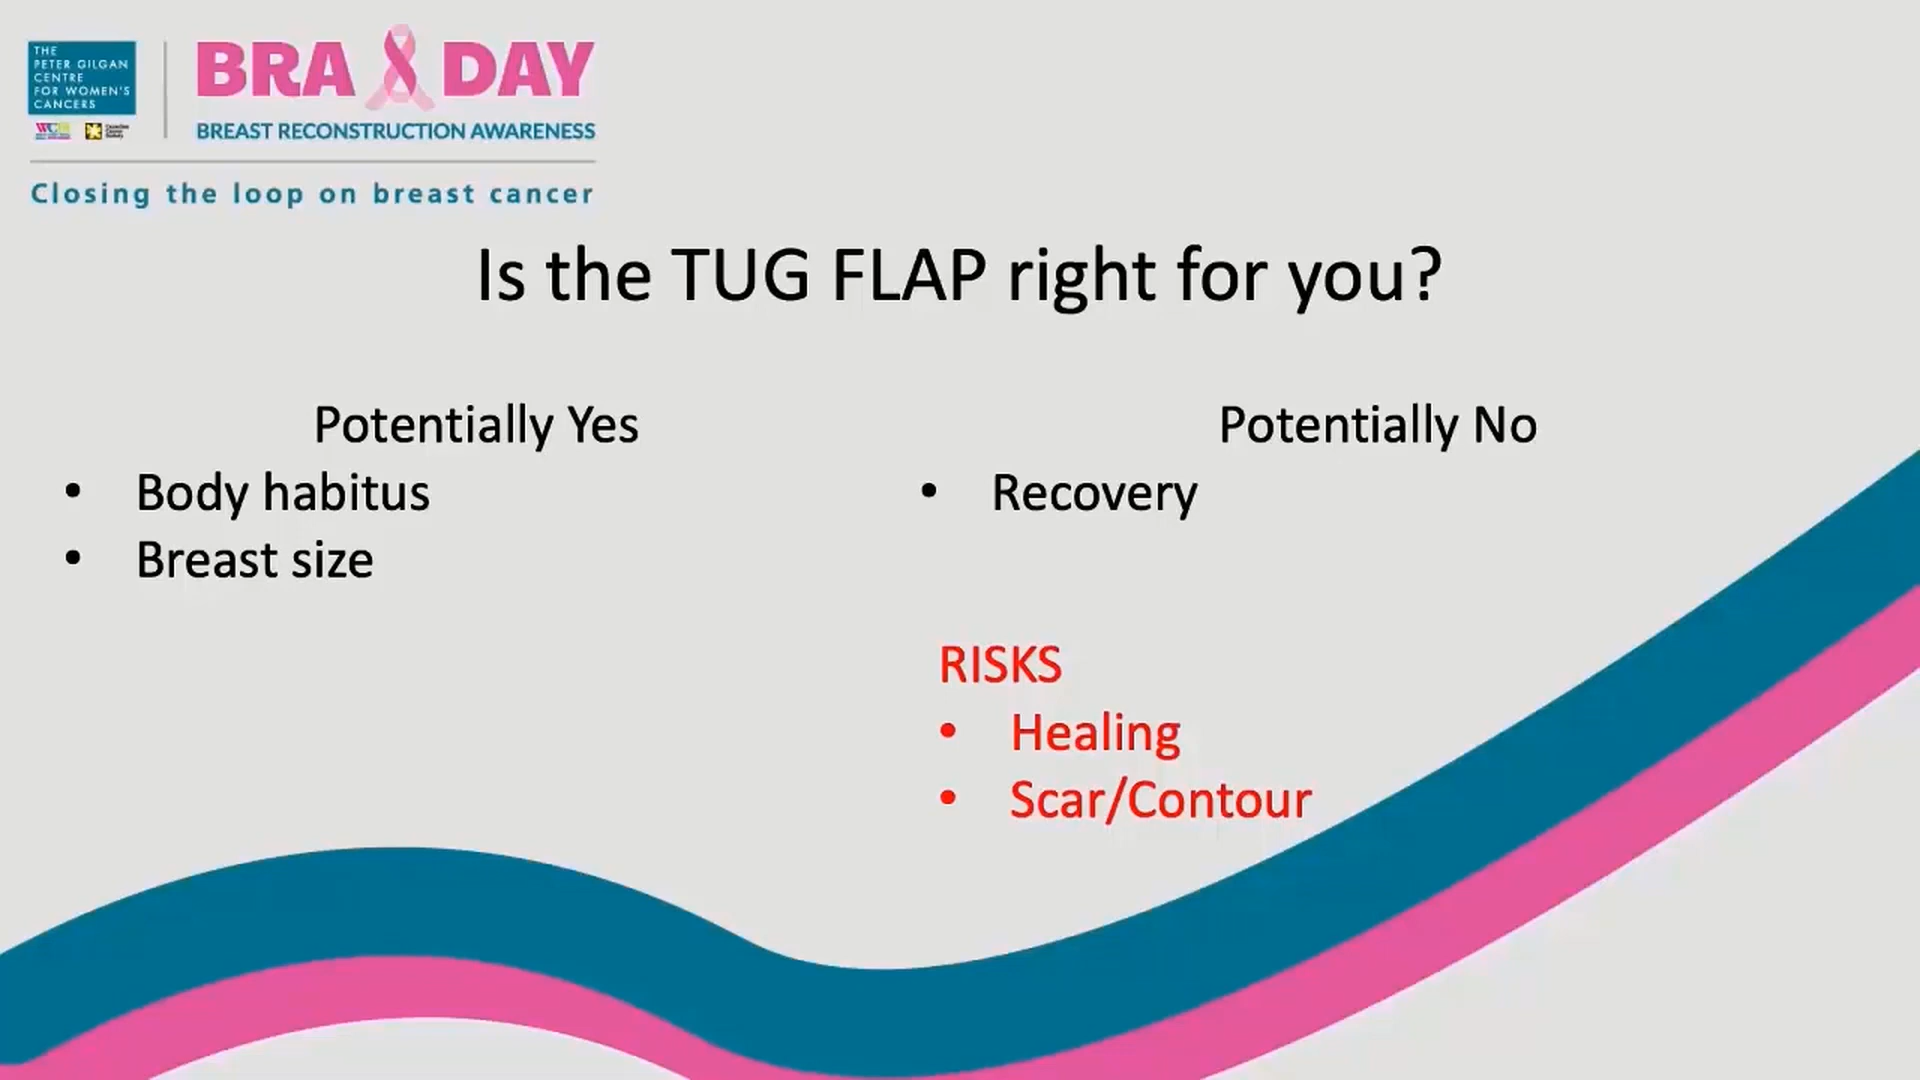 THE
PETER GILGAN
CENTRE
FOR WOMEN'S
CANCERS
BRA DAY
BREAST RECONSTRUCTION AWARENESS
Closing the loop on breast cancer
Is the TUG FLAP right for you?
Potentially Yes
• Body habitus
• Breast size
Potentially No
• Recovery
RISKS
• Healing
• Scar/Contour